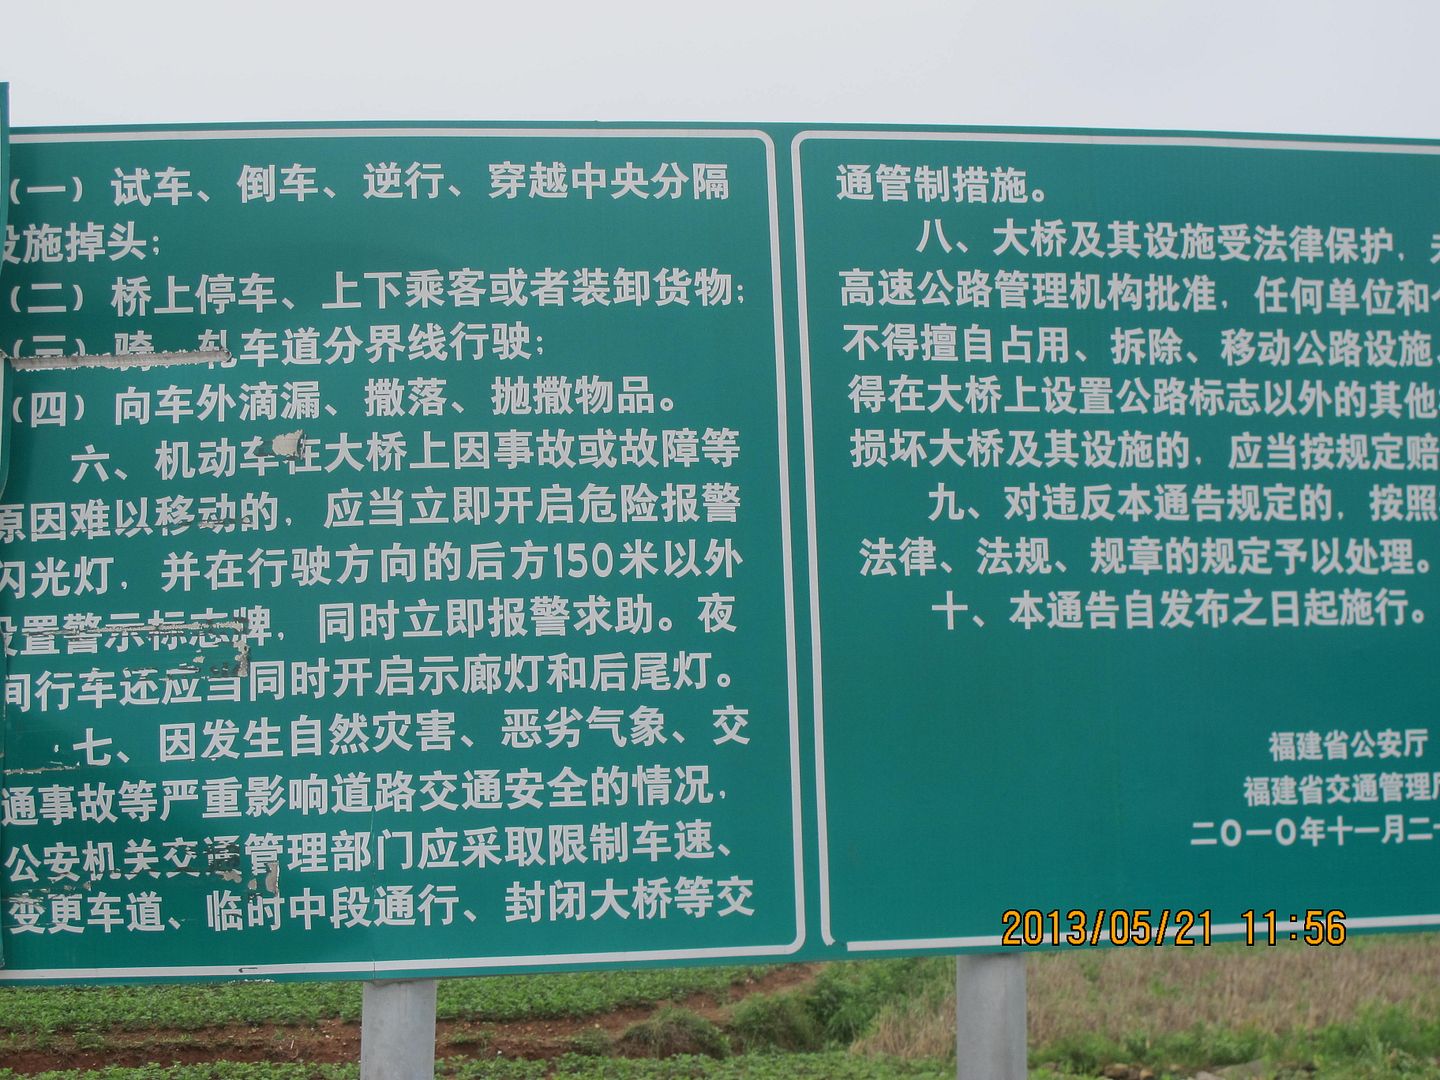 （一）试车、倒车、逆行、穿越中央分隔
设施掉头；
（二）桥上停车、上下乘客或者装卸货物；
（三）骑、轧车道分界线行驶；
（四）向车外滴漏、撒落、抛撒物品。
六、机动车在大桥上因事故或故障等
原因难以移动的，应当立即开启危险报警
闪光灯，并在行驶方向的后方150米以外
设置警示标志牌，同时立即报警求助。夜
间行车还应当同时开启示廊灯和后尾灯。
七、因发生自然灾害、恶劣气象、交
通事故等严重影响道路交通安全的情况，
公安机关交通管理部门应采取限制车速、
变更车道、临时中段通行、封闭大桥等交
通管制措施。
八、大桥及其设施受法律保护，未
高速公路管理机构批准，任何单位和个
不得擅自占用、拆除、移动公路设施、
得在大桥上设置公路标志以外的其他
损坏大桥及其设施的，应当按规定赔
九、对违反本通告规定的，按照
法律、法规、规章的规定予以处理。
十、本通告自发布之日起施行。
福建省公安厅
福建省交通管理厅
二〇一〇年十一月二十
2013/05/21 11:56